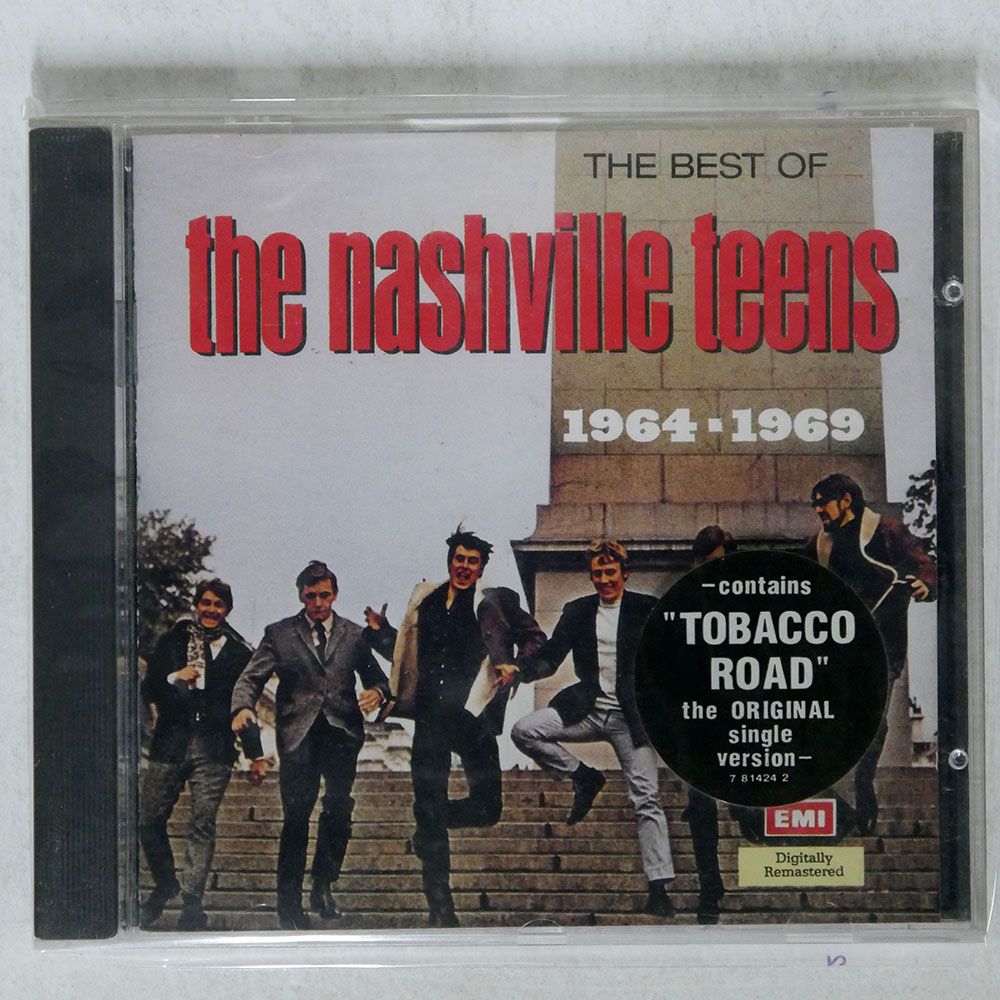 THE BEST OF
the nashville teens
1964 - 1969
-contains
"TOBACCO
ROAD"
the ORIGINAL
single
version-
7 81424 2
EMI
Digitally
Remastered